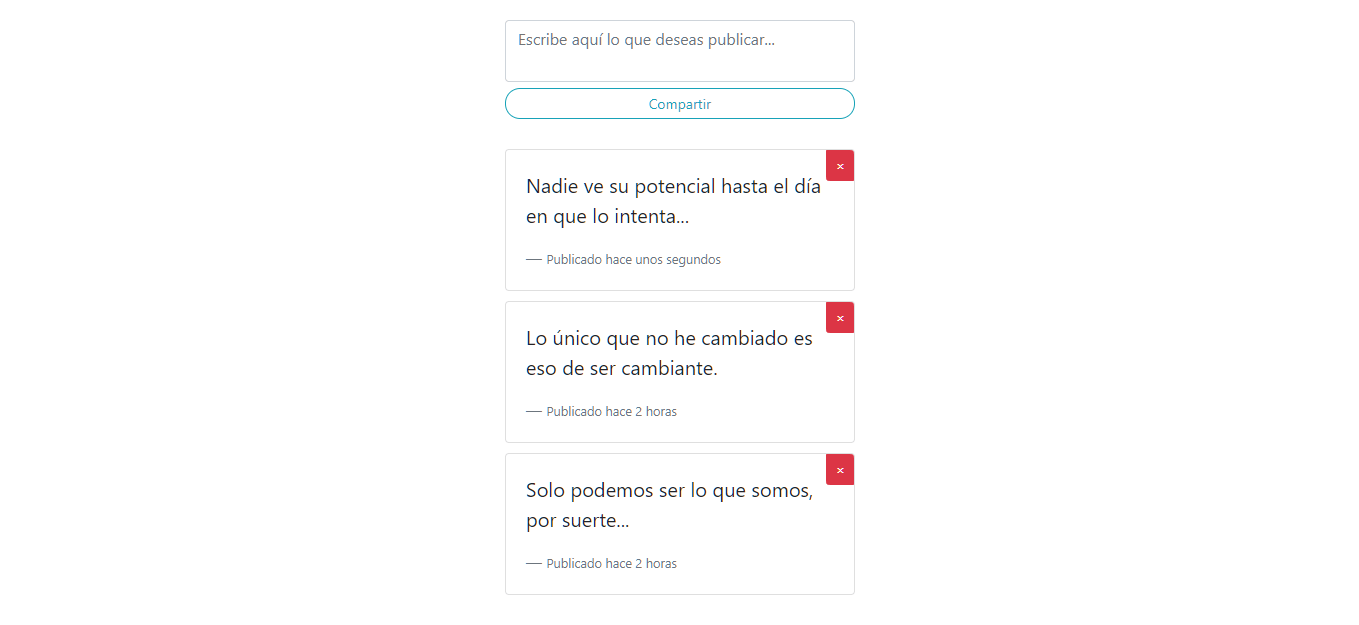 Escribe aquí lo que deseas publicar...
Compartir
×
Nadie ve su potencial hasta el día
en que lo intenta...
— Publicado hace unos segundos
×
Lo único que no he cambiado es
eso de ser cambiante.
— Publicado hace 2 horas
×
Solo podemos ser lo que somos,
por suerte...
— Publicado hace 2 horas